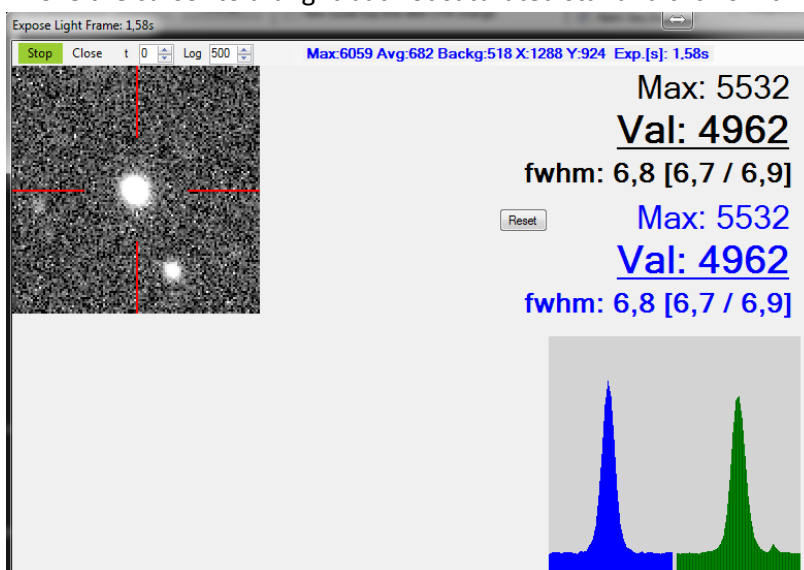 Expose Light Frame: 1,58s
Stop Close t 0 Log 500 Max:6059 Avg:682 Backg:518 X:1288 Y:924 Exp.[s]: 1,58s
Max: 5532
Val: 4962
fwhm: 6,8 [6,7 / 6,9]
Reset Max: 5532
Val: 4962
fwhm: 6,8 [6,7 / 6,9]